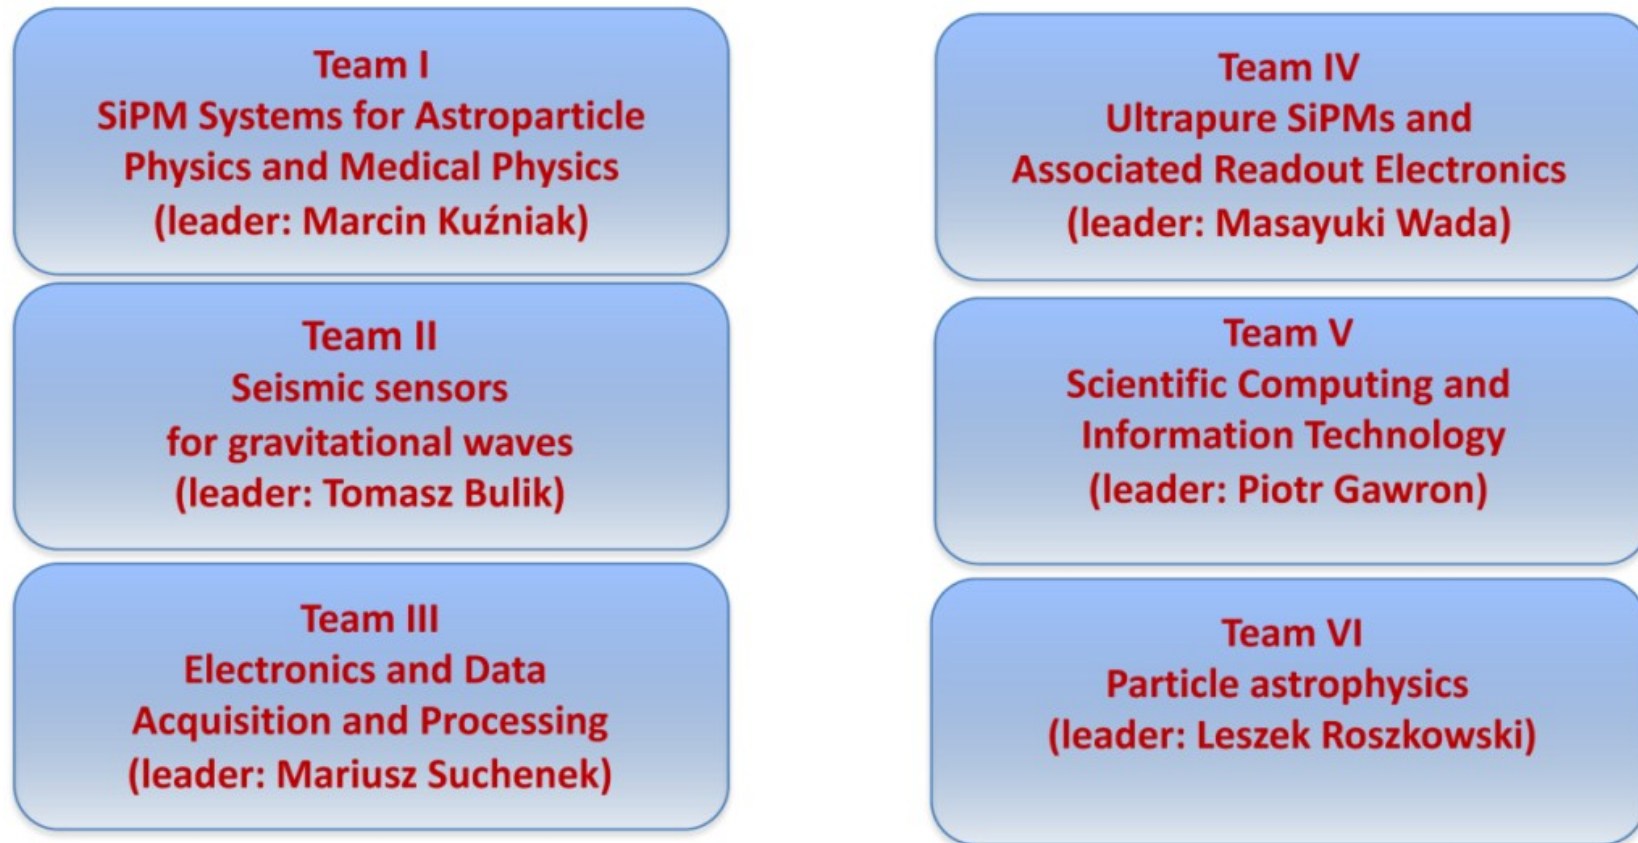 Team I
SiPM Systems for Astroparticle
Physics and Medical Physics
(leader: Marcin Kuźniak)
Team II
Seismic sensors
for gravitational waves
(leader: Tomasz Bulik)
Team III
Electronics and Data
Acquisition and Processing
(leader: Mariusz Suchenek)
Team IV
Ultrapure SiPMs and
Associated Readout Electronics
(leader: Masayuki Wada)
Team V
Scientific Computing and
Information Technology
(leader: Piotr Gawron)
Team VI
Particle astrophysics
(leader: Leszek Roszkowski)